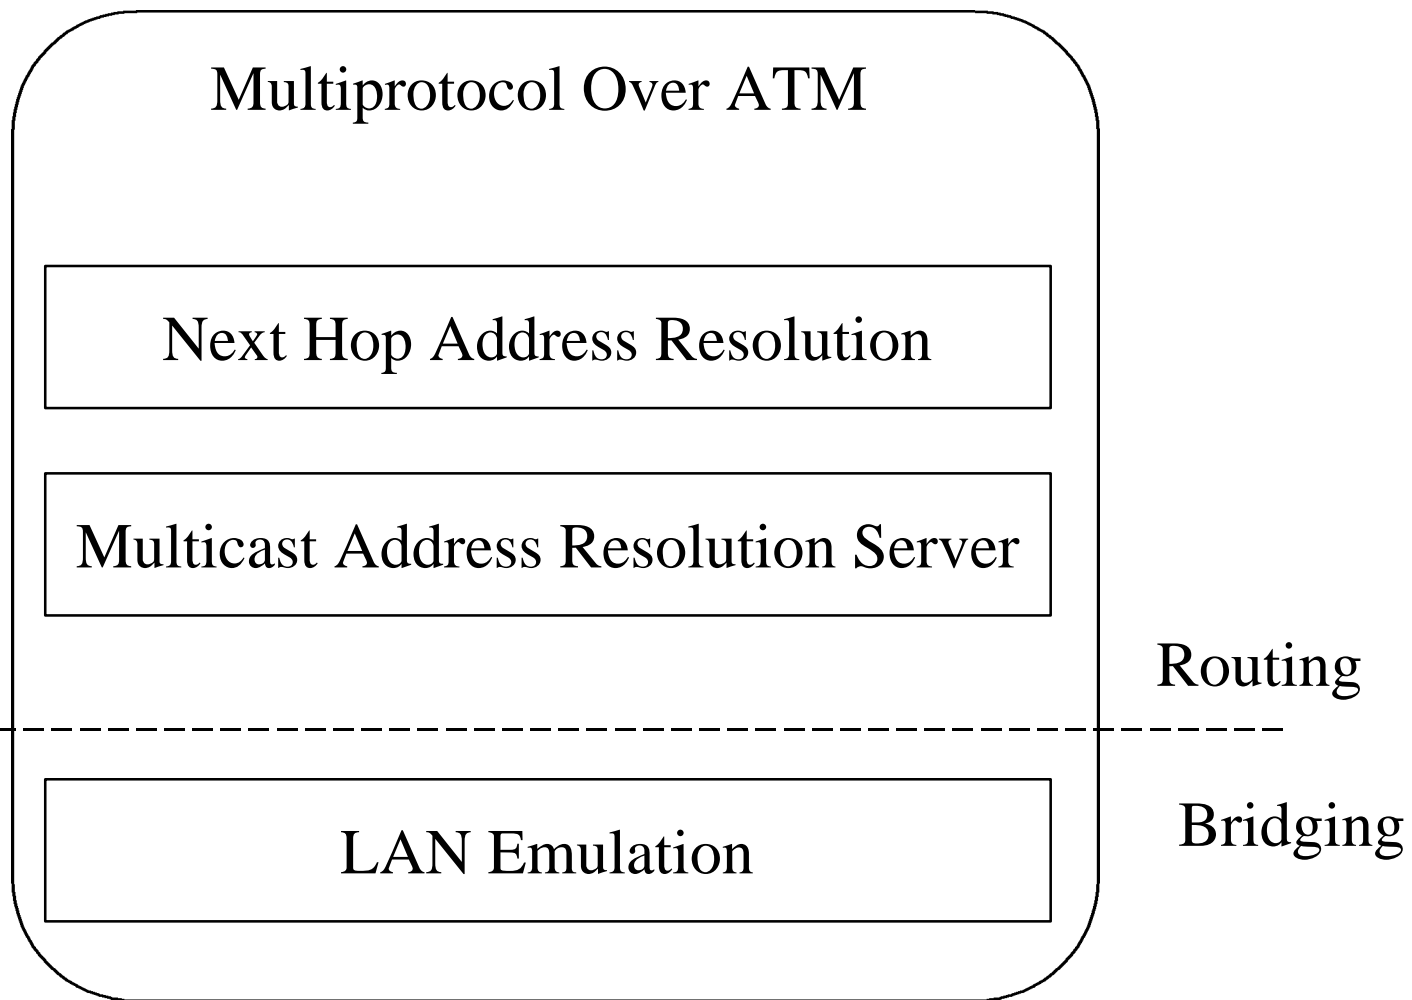 Multiprotocol Over ATM
Next Hop Address Resolution
Multicast Address Resolution Server
Routing
Bridging
LAN Emulation